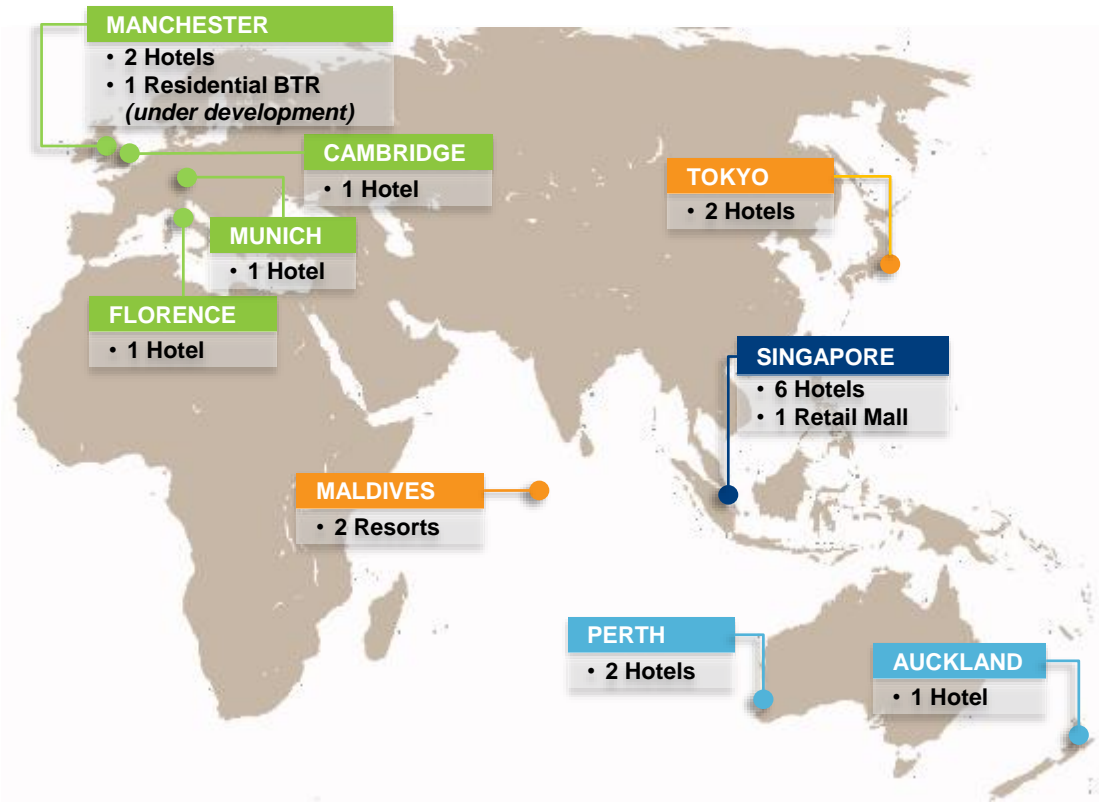 MANCHESTER
• 2 Hotels
• 1 Residential BTR
(under development)
CAMBRIDGE
• 1 Hotel
MUNICH
• 1 Hotel
FLORENCE
• 1 Hotel
TOKYO
• 2 Hotels
SINGAPORE
• 6 Hotels
• 1 Retail Mall
MALDIVES
• 2 Resorts
PERTH
• 2 Hotels
AUCKLAND
• 1 Hotel